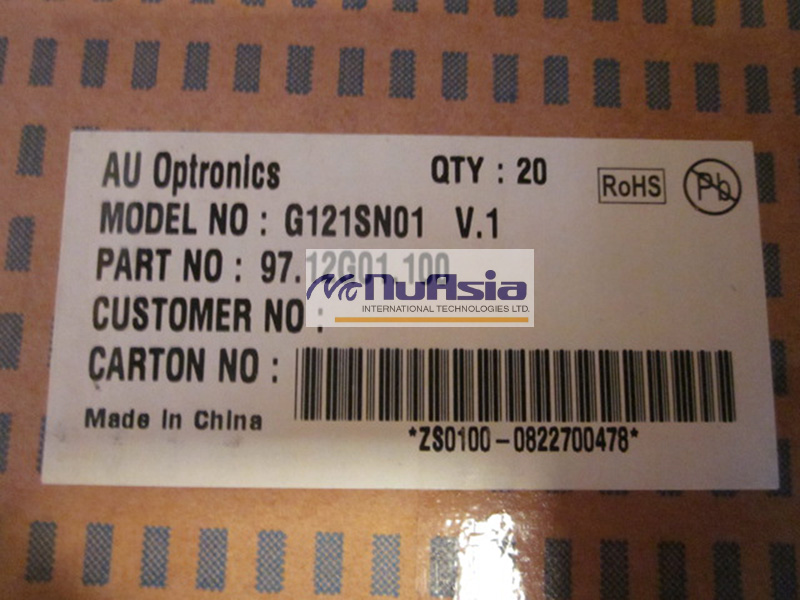 AU Optronics QTY : 20
RoHS Pb
MODEL NO : G121SN01 V.1
PART NO : 97.12G01.100
NuAsia
INTERNATIONAL TECHNOLOGIES LTD.
CUSTOMER NO :
CARTON NO :
Made in China
*ZS0100-0822700478*